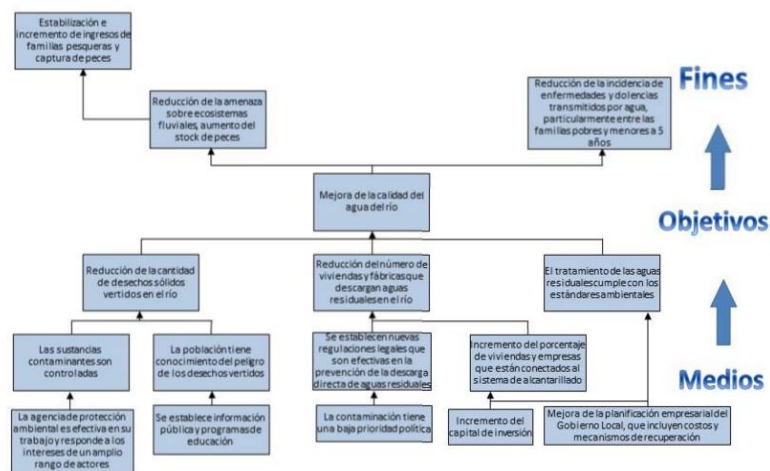 Estabilización e
incremento de ingresos de
familias pesqueras y
captura de peces
Reducción de la amenaza
sobre ecosistemas
fluviales, aumento del
stock de peces
Reducción de la incidencia de
enfermedades y dolencias
transmitidos por agua,
particularmente entre las
familias pobres y menores a 5
años
Fines
Mejora de la calidad del
agua del río
Objetivos
Reducción de la cantidad
de desechos sólidos
vertidos en el río
Reducción del número de
viviendas y fábricas que
descargan aguas
residuales en el río
El tratamiento de las aguas
residuales cumple con los
estándares ambientales
Las sustancias
contaminantes son
controladas
La población tiene
conocimiento del peligro
de los desechos vertidos
Se establecen nuevas
regulaciones legales que
son efectivas en la
prevención de la descarga
directa de aguas residuales
Incremento del porcentaje
de viviendas y empresas
que están conectados al
sistema de alcantarillado
Medios
La agencia de protección
ambiental es efectiva en su
trabajo y responde a los
intereses de un amplio
rango de actores
Se establece información
pública y programas de
educación
La contaminación tiene
una baja prioridad política
Incremento del
capital de inversión
Mejora de la planificación empresarial del
Gobierno Local, que incluyen costos y
mecanismos de recuperación